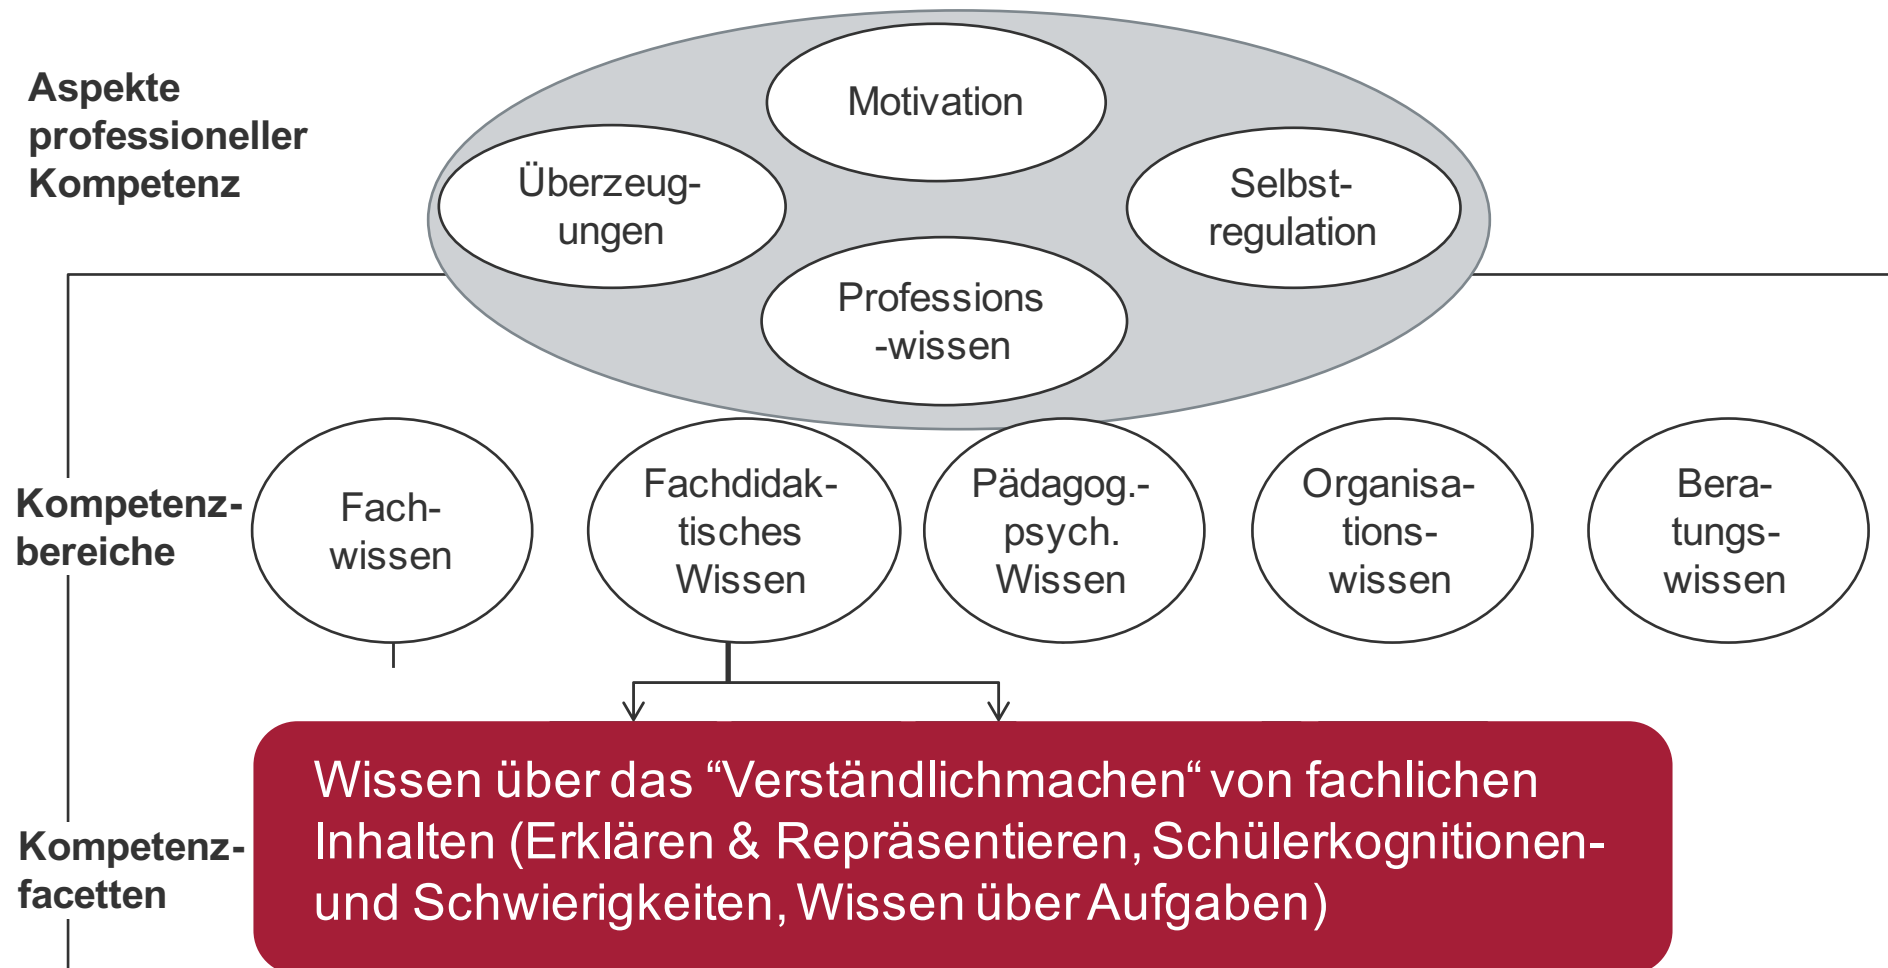 Aspekte
professioneller
Kompetenz
Motivation
Überzeug-
ungen
Selbst-
regulation
Professions
-wissen
Kompetenz-
bereiche
Fach-
wissen
Fachdidak-
tisches
Wissen
Pädagog.-
psych.
Wissen
Organisa-
tions-
wissen
Bera-
tungs-
wissen
Kompetenz-
facetten
Wissen über das “Verständlichmachen“ von fachlichen
Inhalten (Erklären & Repräsentieren, Schülerkognitionen-
und Schwierigkeiten, Wissen über Aufgaben)